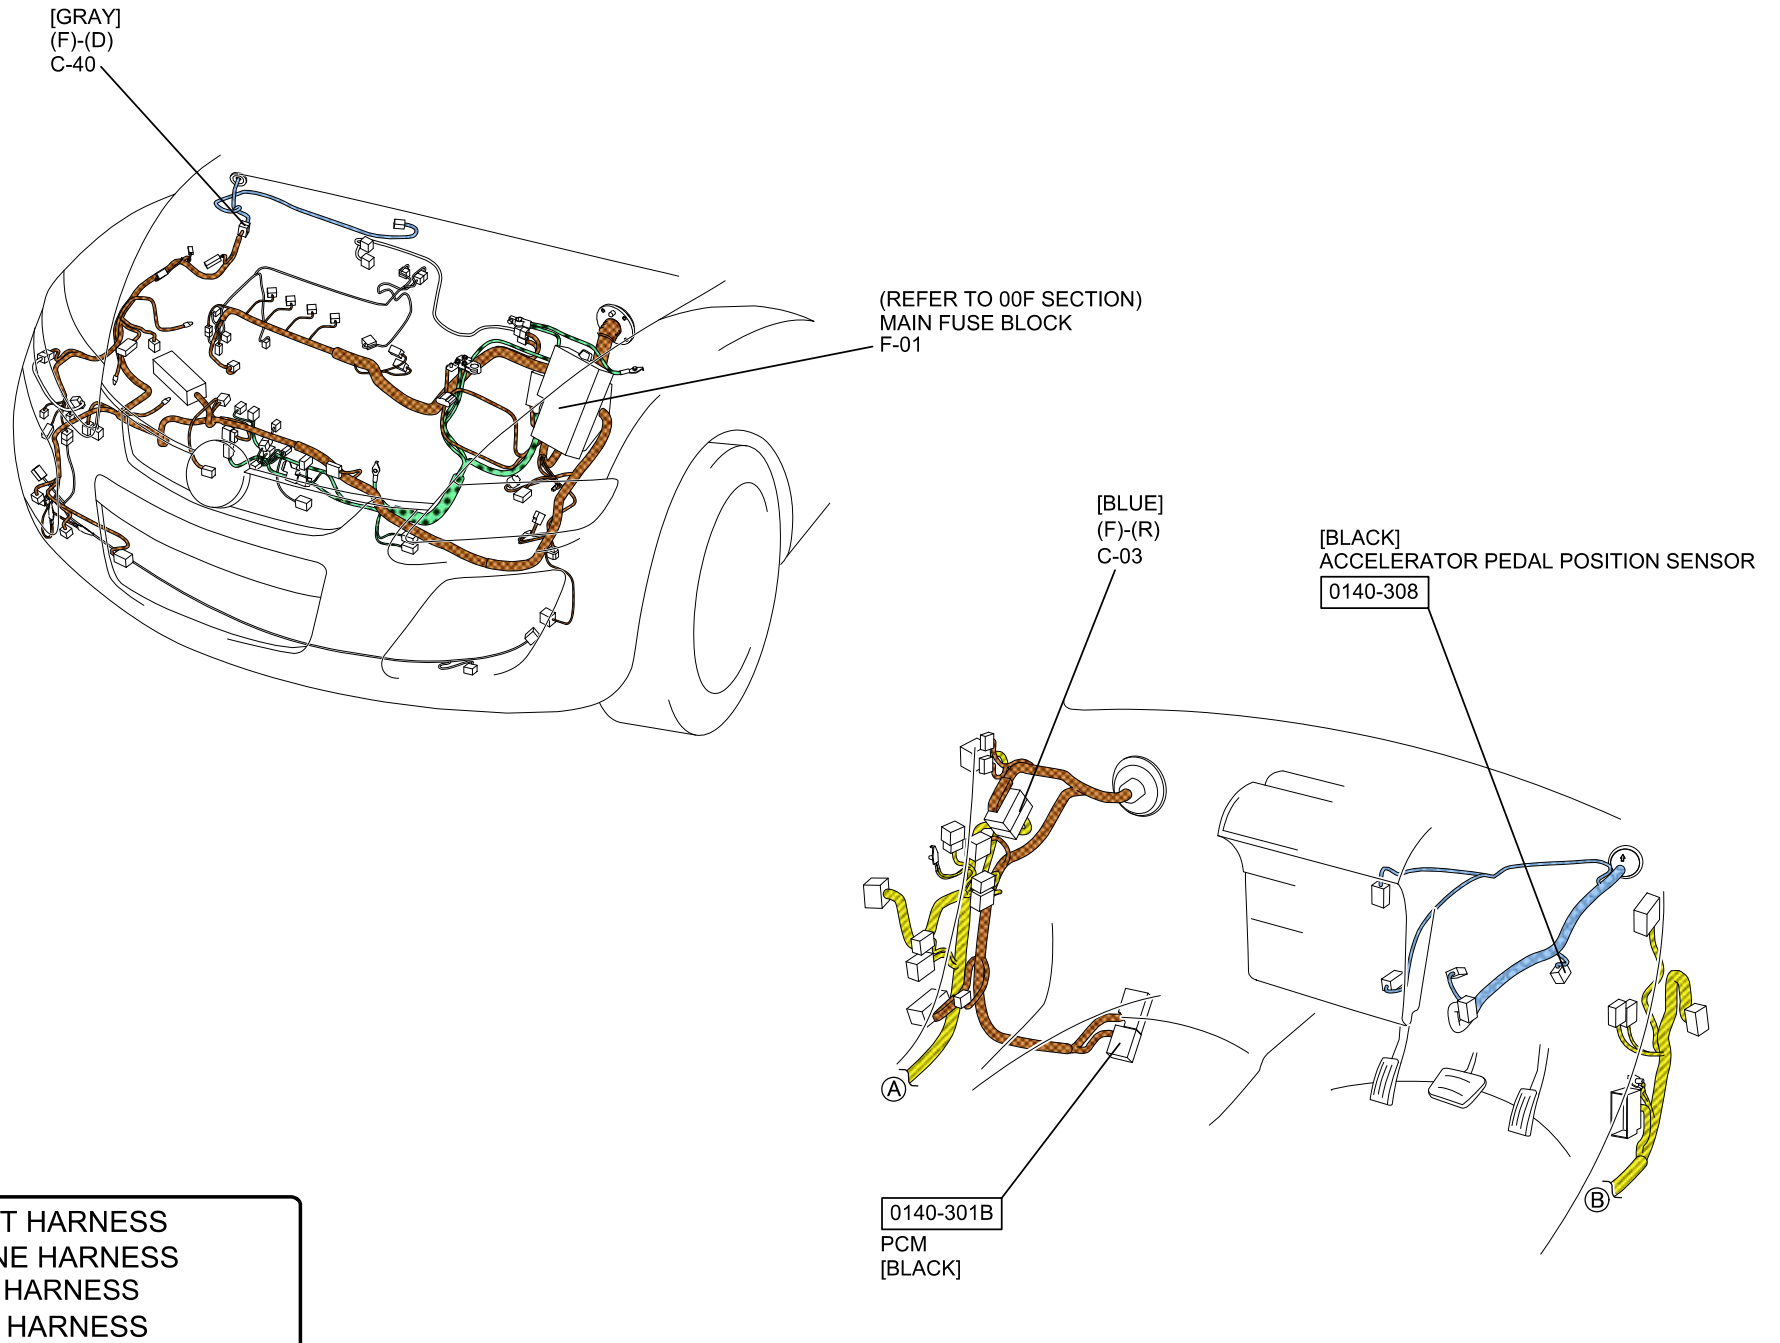 [GRAY]
(F)-(D)
C-40
(REFER TO 00F SECTION)
MAIN FUSE BLOCK
F-01
[BLUE]
(F)-(R)
C-03
[BLACK]
ACCELERATOR PEDAL POSITION SENSOR
0140-308
A
B
0140-301B
PCM
[BLACK]
T HARNESS
NE HARNESS
HARNESS
HARNESS